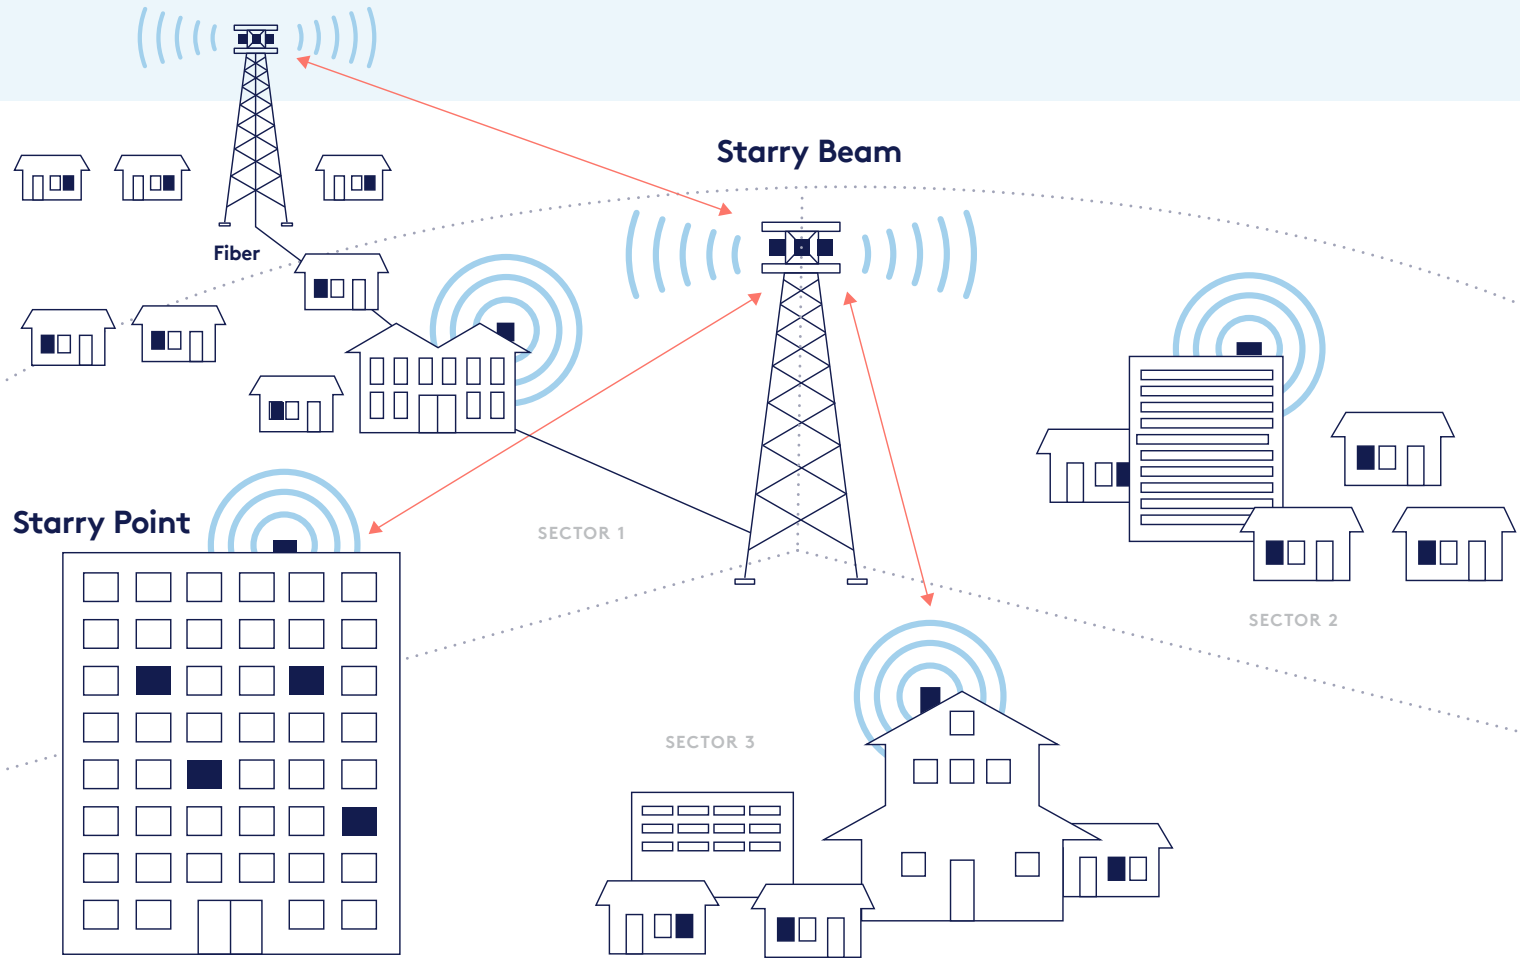 Starry Beam
Fiber
Starry Point
SECTOR 1
SECTOR 2
SECTOR 3